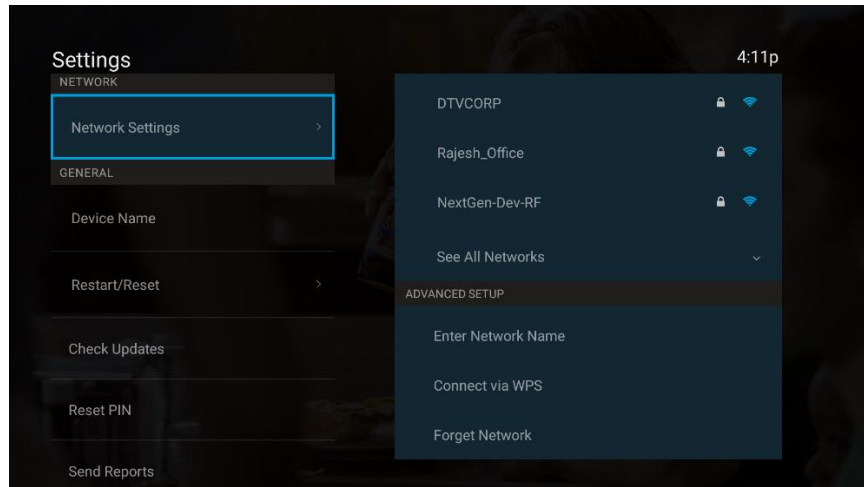 Settings
4:11p
NETWORK
Network Settings
GENERAL
Device Name
Restart/Reset
Check Updates
Reset PIN
Send Reports
DTVCORP
Rajesh_Office
NextGen-Dev-RF
See All Networks
ADVANCED SETUP
Enter Network Name
Connect via WPS
Forget Network